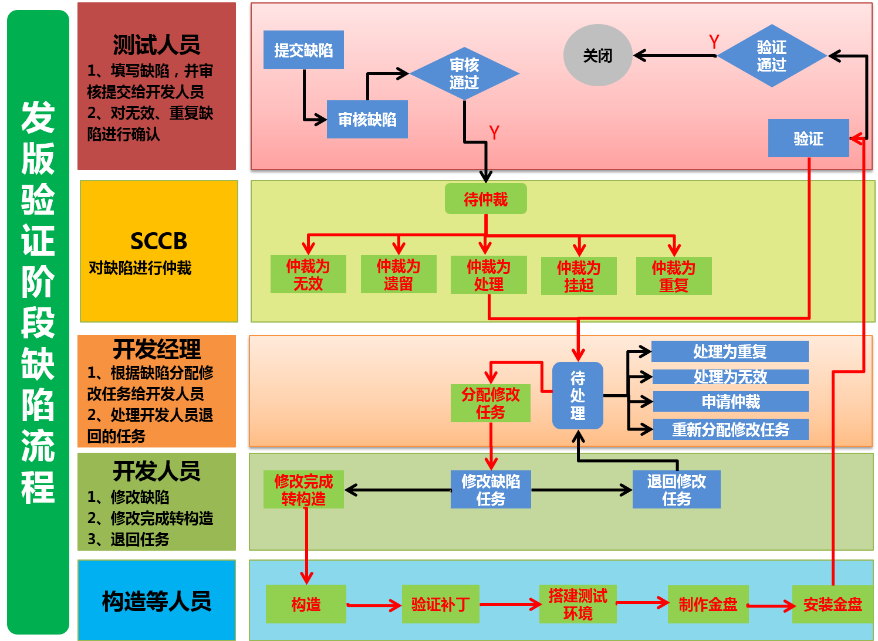 发版验证阶段缺陷流程
测试人员
1、填写缺陷，并审
核提交给开发人员
2、对无效、重复缺
陷进行确认
提交缺陷
审核缺陷
审核
通过
Y
关闭
Y
验证
通过
验证
SCCB
对缺陷进行仲裁
待仲裁
仲裁为
无效
仲裁为
遗留
仲裁为
处理
仲裁为
挂起
仲裁为
重复
开发经理
1、根据缺陷分配修
改任务给开发人员
2、处理开发人员退
回的任务
分配修改
任务
待
处
理
处理为重复
处理为无效
申请仲裁
重新分配修改任务
开发人员
1、修改缺陷
2、修改完成转构造
3、退回任务
修改完成
转构造
修改缺陷
任务
退回修改
任务
构造等人员
构造
验证补丁
搭建测试
环境
制作金盘
安装金盘